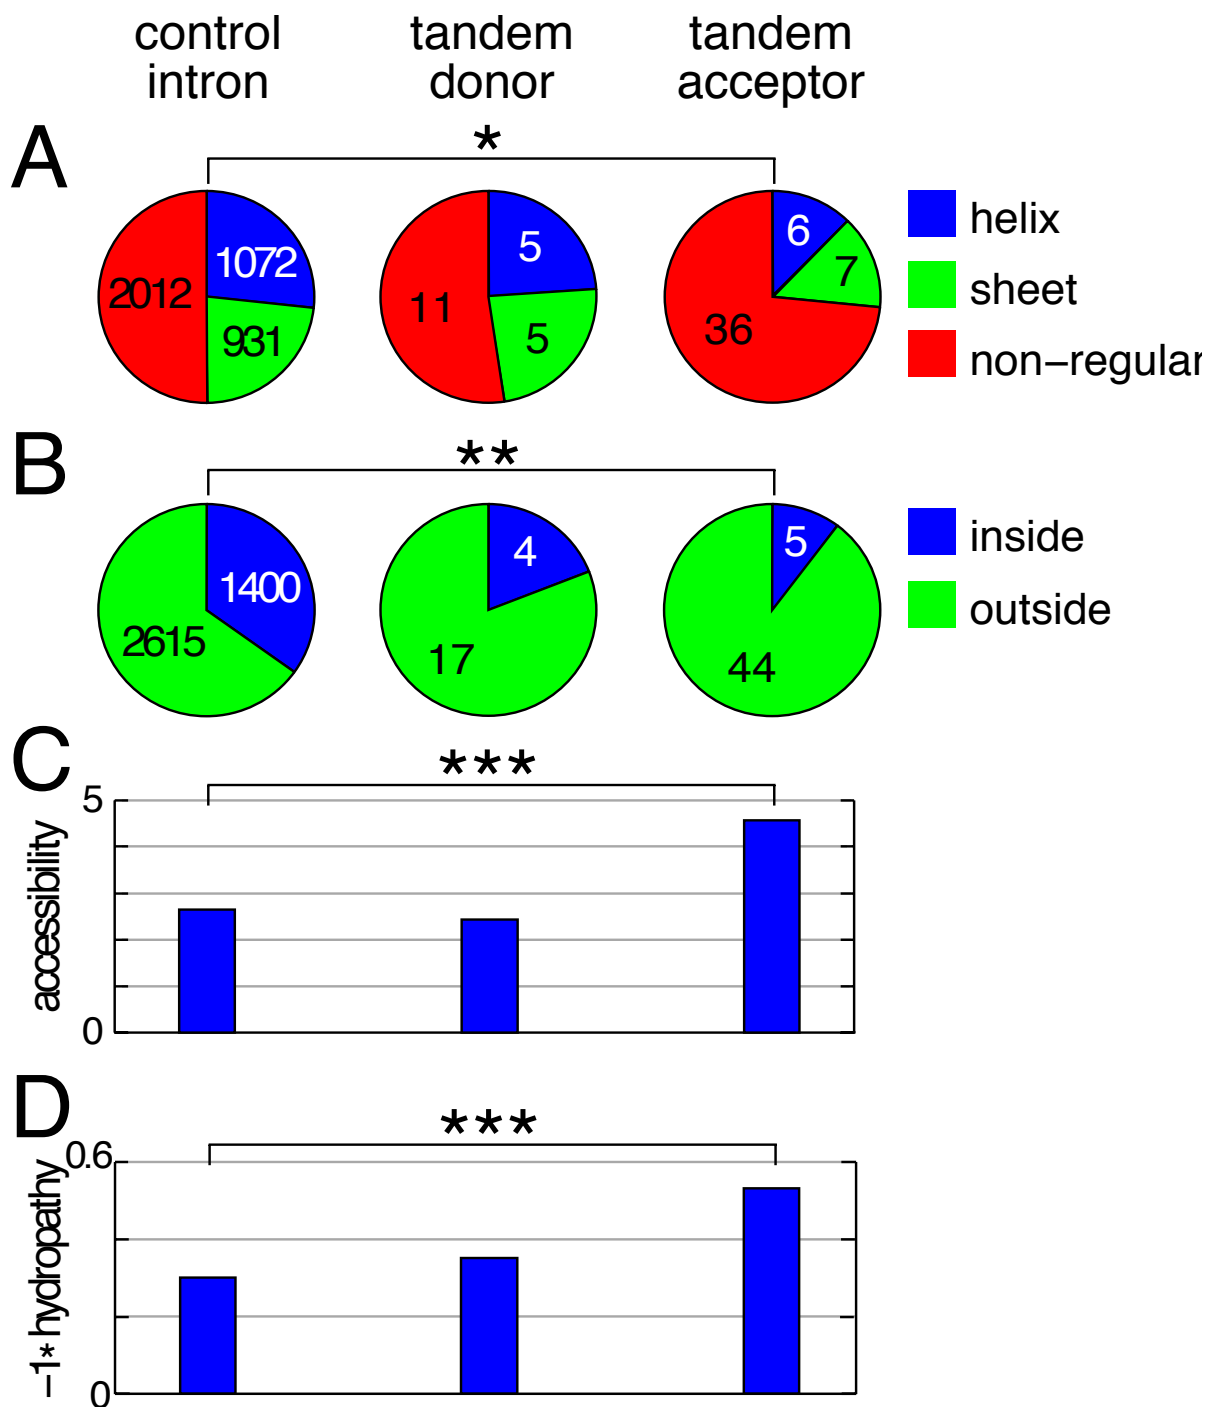 control
intron
tandem
donor
tandem
acceptor
A
*
1072
2012
931
5
11
5
6
7
36
helix
sheet
non−regular
B
**
1400
2615
4
17
5
44
inside
outside
C
***
5
accessibility
0
D
***
0.6
−1* hydropathy
0